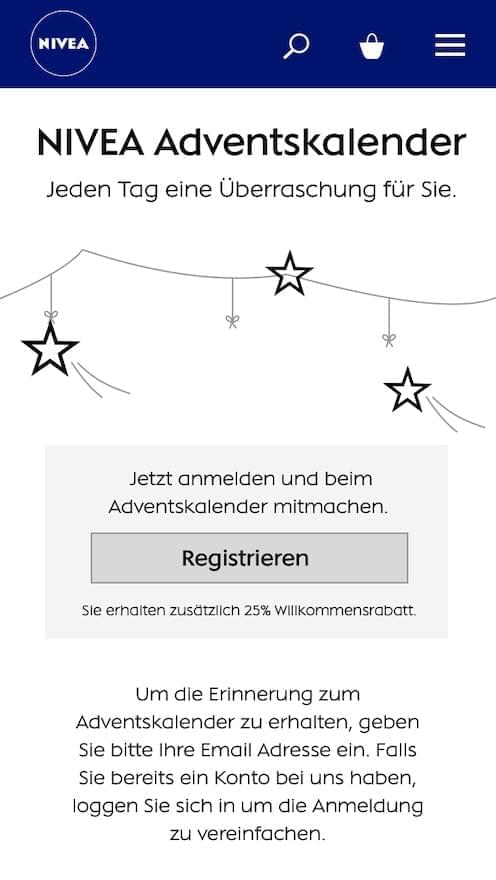 NIVEA
NIVEA Adventskalender
Jeden Tag eine Überraschung für Sie.
Jetzt anmelden und beim
Adventskalender mitmachen.
Registrieren
Sie erhalten zusätzlich 25% Willkommensrabatt.
Um die Erinnerung zum
Adventskalender zu erhalten, geben
Sie bitte Ihre Email Adresse ein. Falls
Sie bereits ein Konto bei uns haben,
loggen Sie sich in um die Anmeldung
zu vereinfachen.